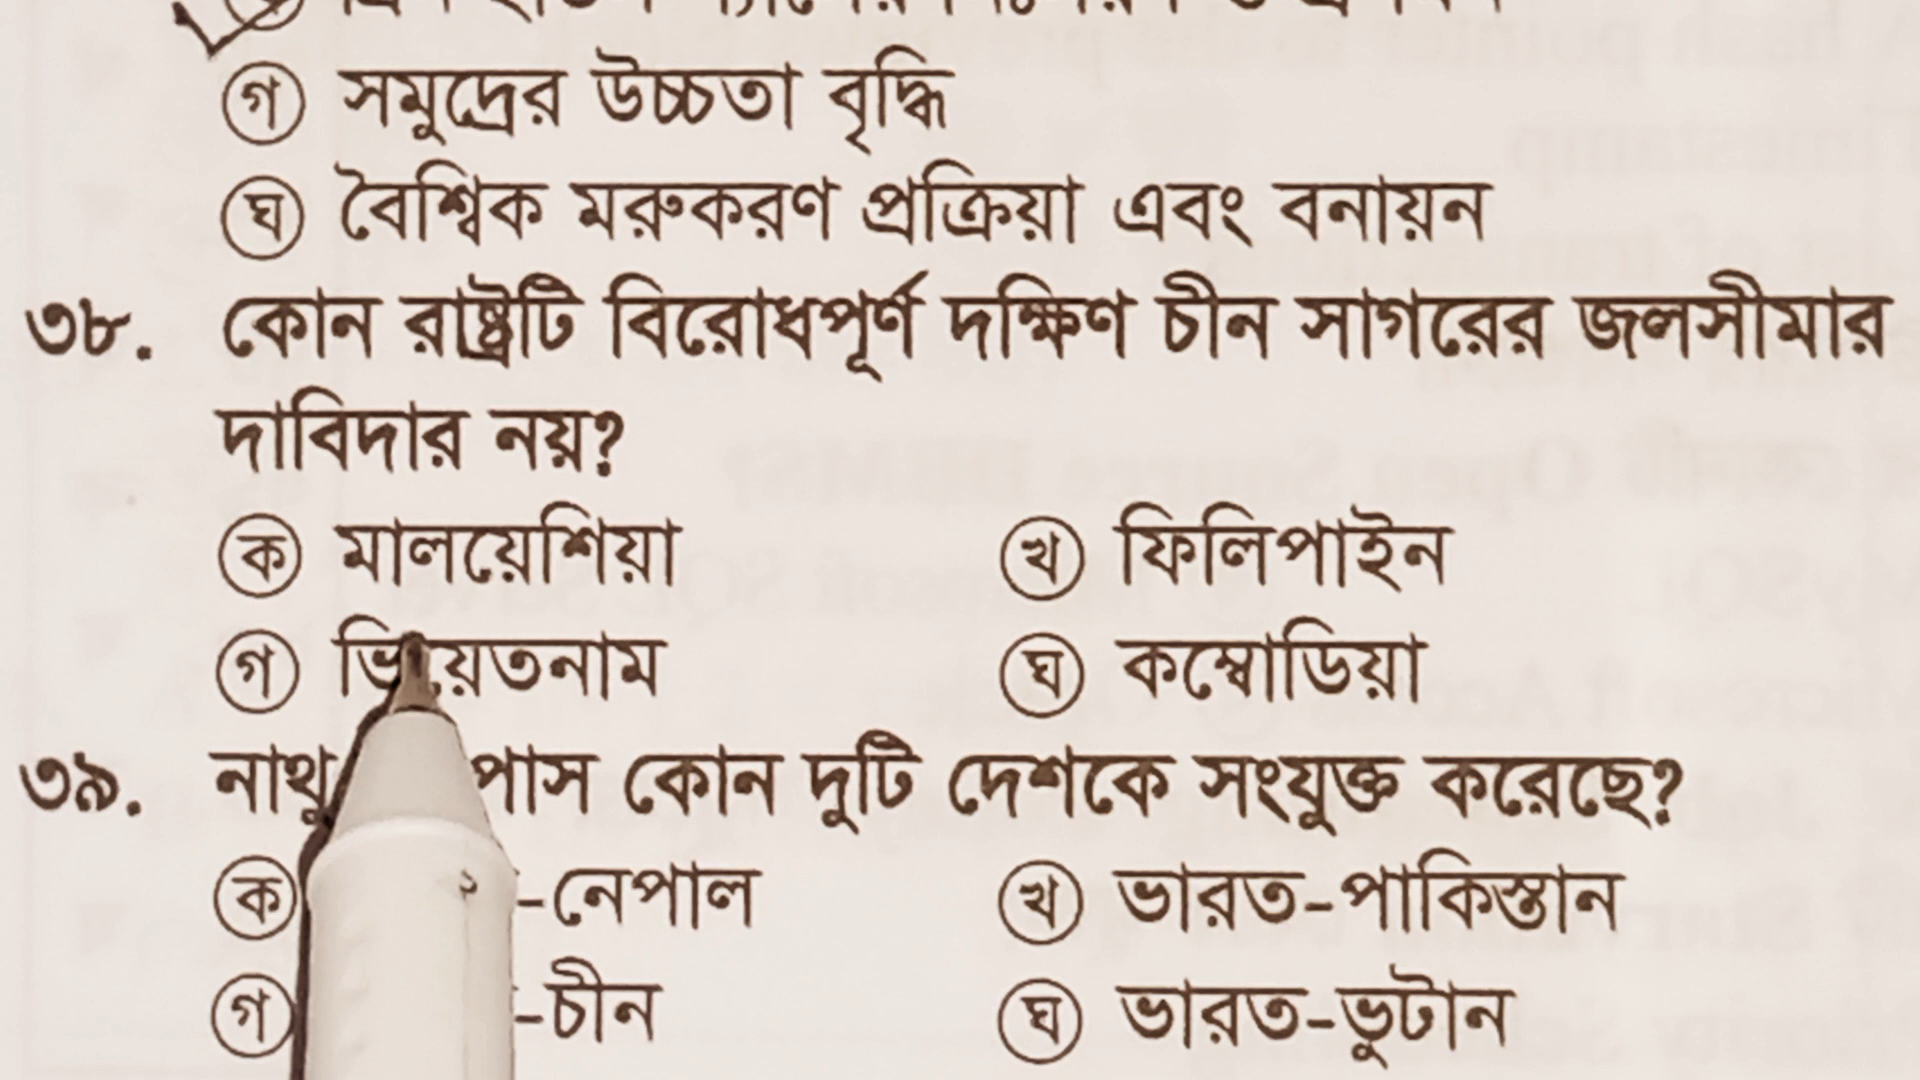 গ সমুদ্রের উচ্চতা বৃদ্ধি
ঘ বৈশ্বিক মরুকরণ প্রক্রিয়া এবং বনায়ন
৩৮. কোন রাষ্ট্রটি বিরোধপূর্ণ দক্ষিণ চীন সাগরের জলসীমার
দাবিদার নয়?
ক মালয়েশিয়া খ ফিলিপাইন
গ ভিয়েতনাম ঘ কম্বোডিয়া
৩৯. নাথু পাস কোন দুটি দেশকে সংযুক্ত করেছে?
ক -নেপাল খ ভারত-পাকিস্তান
গ -চীন ঘ ভারত-ভুটান